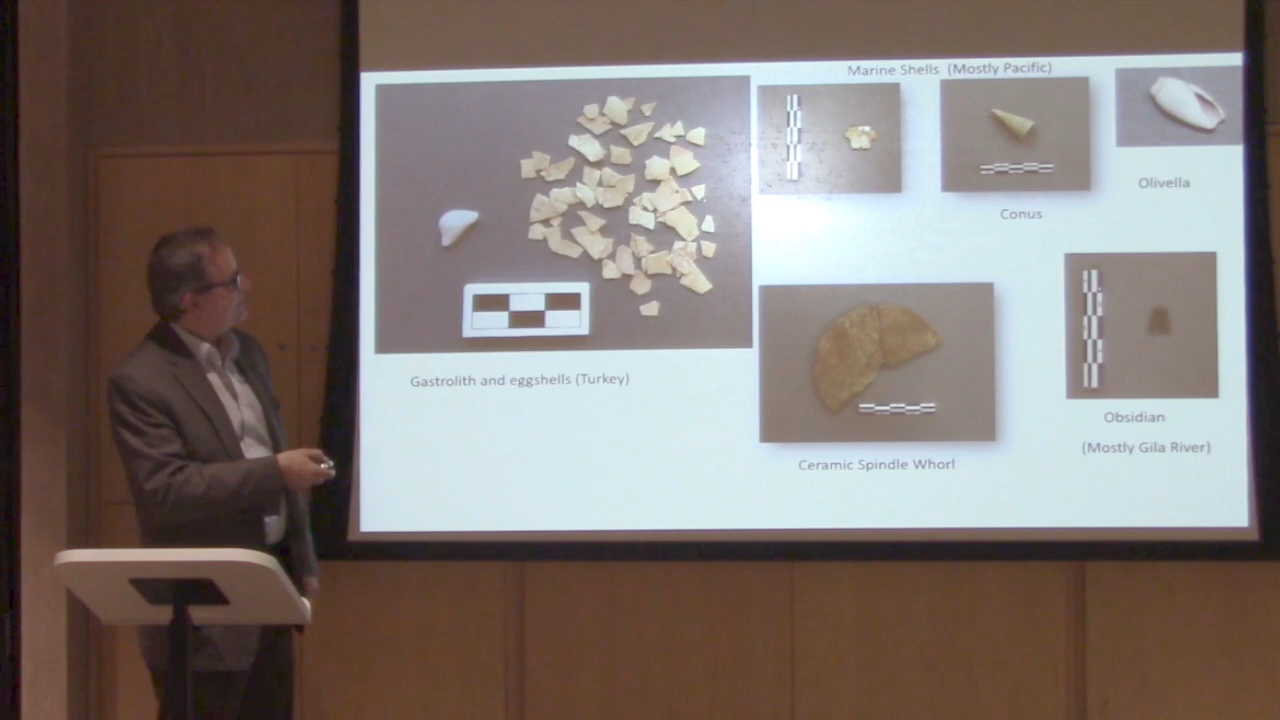 Marine Shells (Mostly Pacific)
Olivella
Conus
Gastrolith and eggshells (Turkey)
Ceramic Spindle Whorl
Obsidian
(Mostly Gila River)